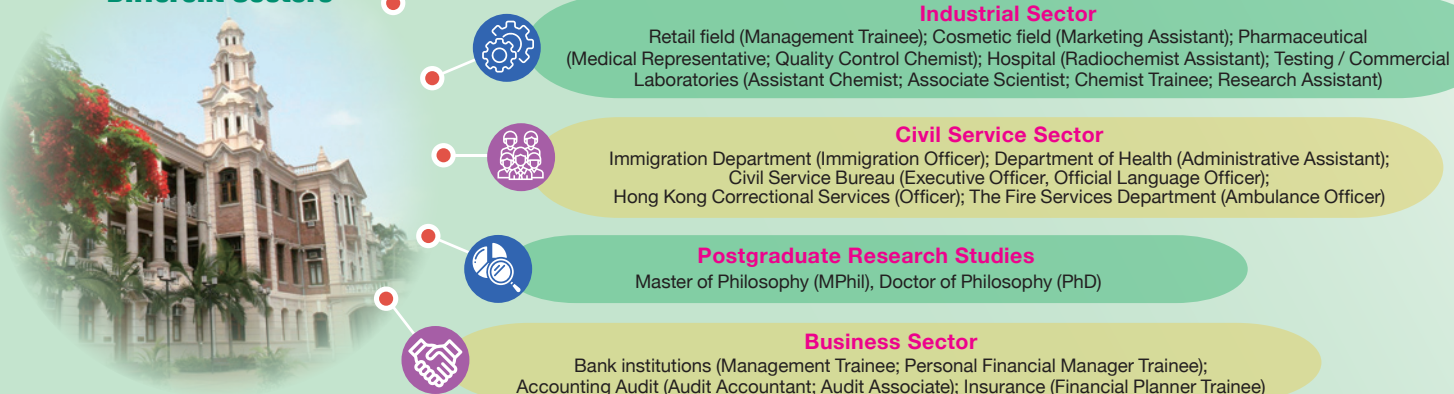 Different Sectors
Industrial Sector
Retail field (Management Trainee); Cosmetic field (Marketing Assistant); Pharmaceutical
(Medical Representative; Quality Control Chemist); Hospital (Radiochemist Assistant); Testing / Commercial
Laboratories (Assistant Chemist; Associate Scientist; Chemist Trainee; Research Assistant)
Civil Service Sector
Immigration Department (Immigration Officer); Department of Health (Administrative Assistant);
Civil Service Bureau (Executive Officer, Official Language Officer);
Hong Kong Correctional Services (Officer); The Fire Services Department (Ambulance Officer)
Postgraduate Research Studies
Master of Philosophy (MPhil), Doctor of Philosophy (PhD)
Business Sector
Bank institutions (Management Trainee; Personal Financial Manager Trainee);
Accounting Audit (Audit Accountant; Audit Associate); Insurance (Financial Planner Trainee)